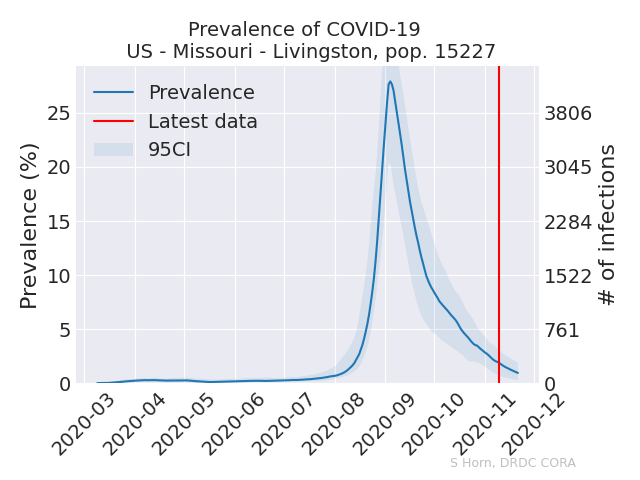 Prevalence of COVID-19
US - Missouri - Livingston, pop. 15227
Prevalence
Latest data
95CI
Prevalence (%)
25
20
15
10
5
0
3806
3045
2284
1522
761
0
# of infections
2020-03
2020-04
2020-05
2020-06
2020-07
2020-08
2020-09
2020-10
2020-11
2020-12
S Horn, DRDC CORA